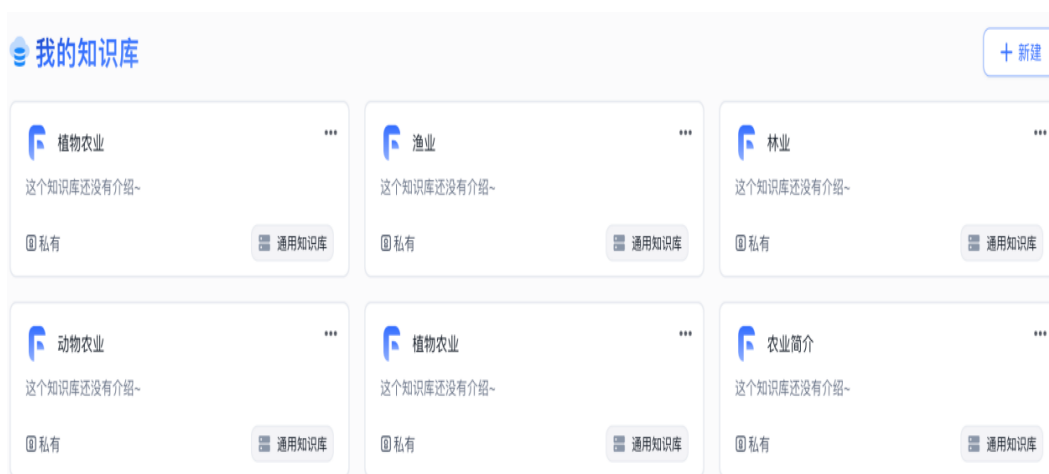 我的知识库
新建
植物农业
渔业
林业
这个知识库还没有介绍~
这个知识库还没有介绍~
这个知识库还没有介绍~
私有
通用知识库
私有
通用知识库
私有
通用知识库
动物农业
植物农业
农业简介
这个知识库还没有介绍~
这个知识库还没有介绍~
这个知识库还没有介绍~
私有
通用知识库
私有
通用知识库
私有
通用知识库